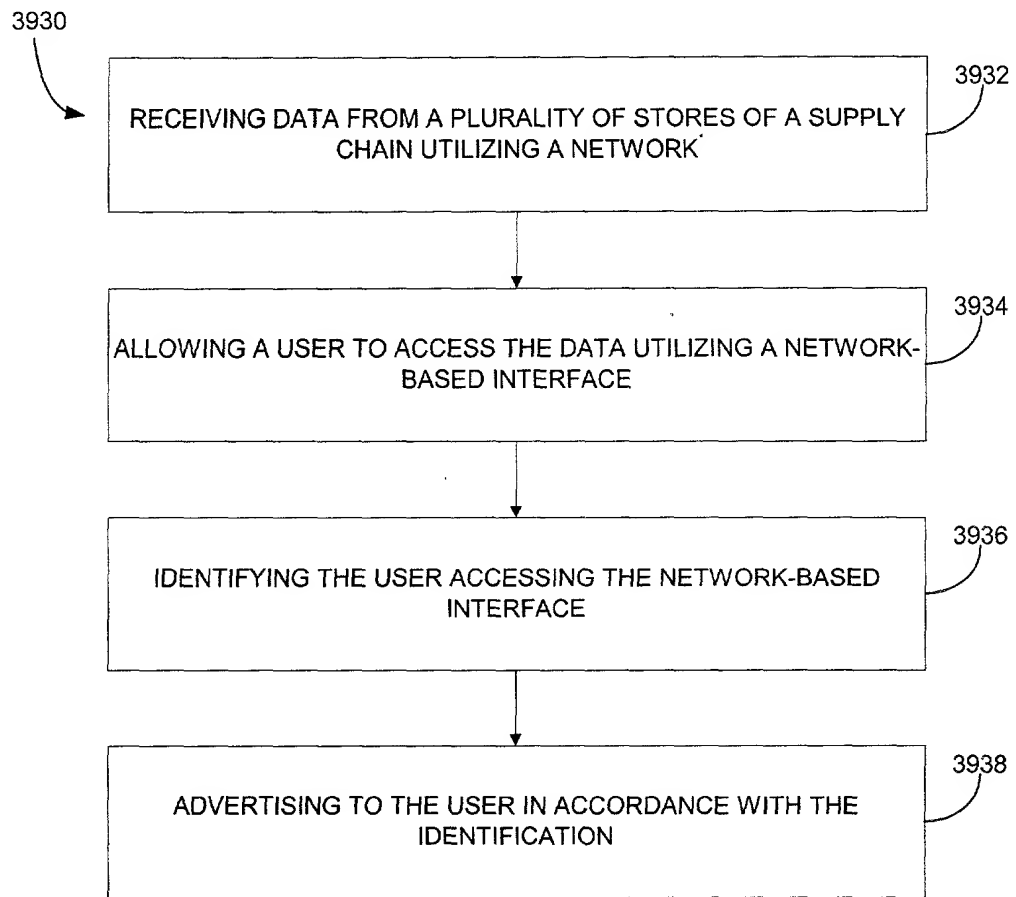 3930
3932
RECEIVING DATA FROM A PLURALITY OF STORES OF A SUPPLY
CHAIN UTILIZING A NETWORK
3934
ALLOWING A USER TO ACCESS THE DATA UTILIZING A NETWORK-
BASED INTERFACE
3936
IDENTIFYING THE USER ACCESSING THE NETWORK-BASED
INTERFACE
3938
ADVERTISING TO THE USER IN ACCORDANCE WITH THE
IDENTIFICATION